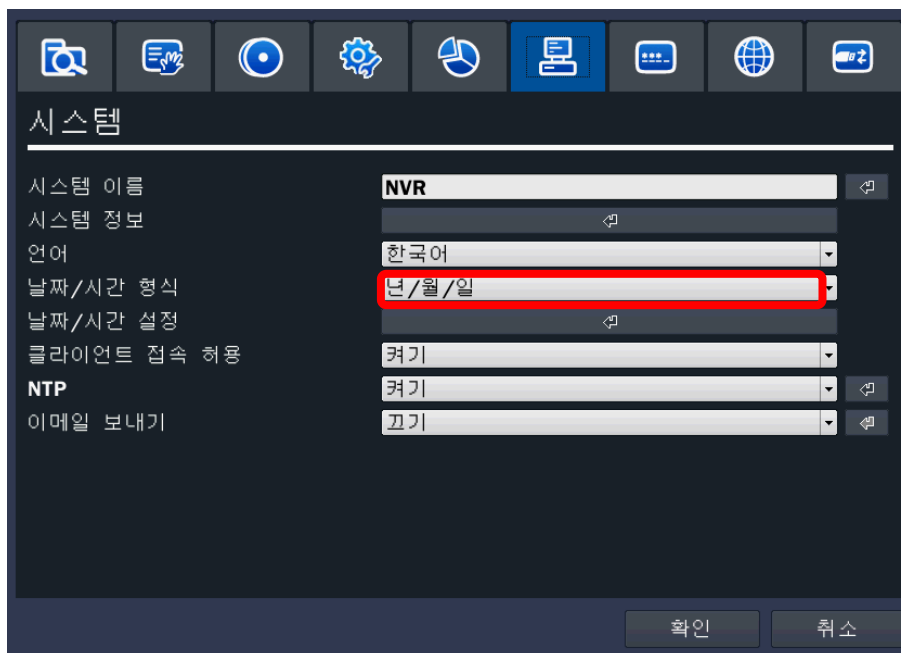 시스템
시스템 이름 NVR
시스템 정보
언어 한국어
날짜/시간 형식 년/월/일
날짜/시간 설정
클라이언트 접속 허용 켜기
NTP 켜기
이메일 보내기 끄기
확인 취소